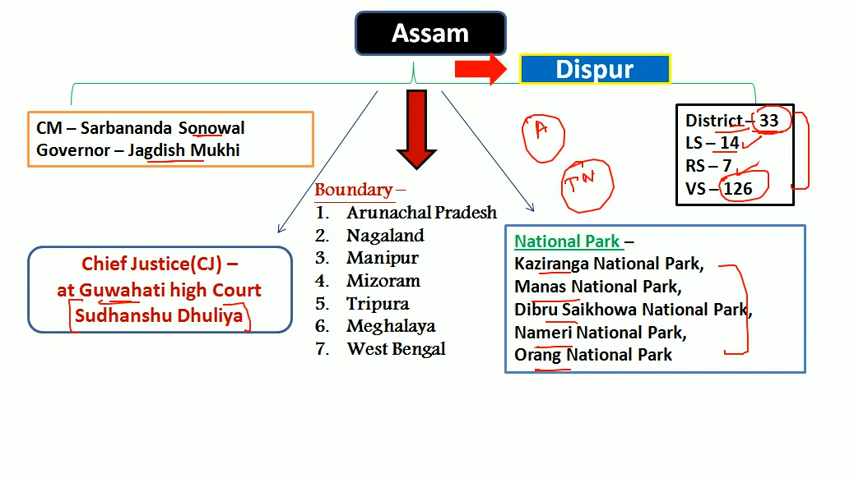 Assam
Dispur
CM – Sarbananda Sonowal
Governor – Jagdish Mukhi
District – 33
LS – 14
RS – 7
VS – 126
A
TN
Boundary –
1. Arunachal Pradesh
2. Nagaland
3. Manipur
4. Mizoram
5. Tripura
6. Meghalaya
7. West Bengal
Chief Justice(CJ) –
at Guwahati high Court
Sudhanshu Dhuliya
National Park –
Kaziranga National Park,
Manas National Park,
Dibru Saikhowa National Park,
Nameri National Park,
Orang National Park